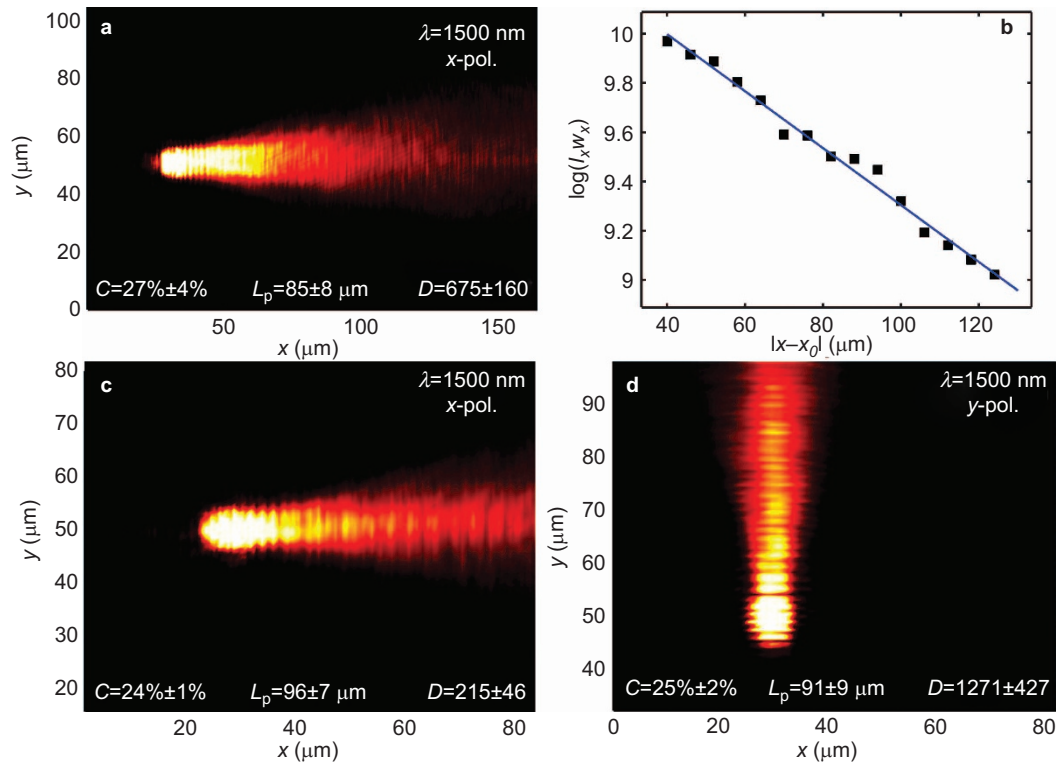 a
λ=1500 nm
x-pol.
100
80
60
40
20
0
y (μm)
C=27%±4% Lp=85±8 μm D=675±160
50 100 150
x (μm)
b
10
9.8
9.6
9.4
9.2
9
log(Ixwx)
40 60 80 100 120
|x–x0| (μm)
c
λ=1500 nm
x-pol.
80
70
60
50
40
30
20
y (μm)
C=24%±1% Lp=96±7 μm D=215±46
20 40 60 80
x (μm)
d
λ=1500 nm
y-pol.
90
80
70
60
50
40
y (μm)
C=25%±2% Lp=91±9 μm D=1271±427
0 20 40 60 80
x (μm)